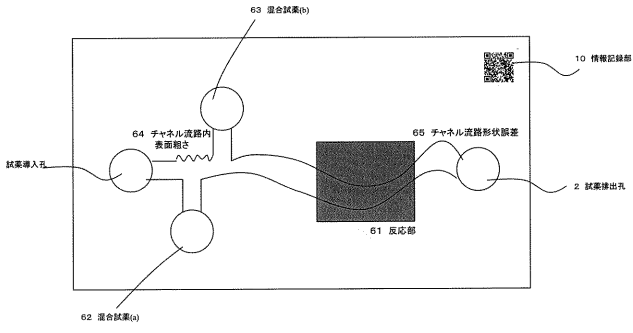 63 混合試薬(b)
10 情報記録部
64 チャネル流路内
表面粗さ
65 チャネル流路形状誤差
試薬導入孔
2 試薬排出孔
61 反応部
62 混合試薬(a)